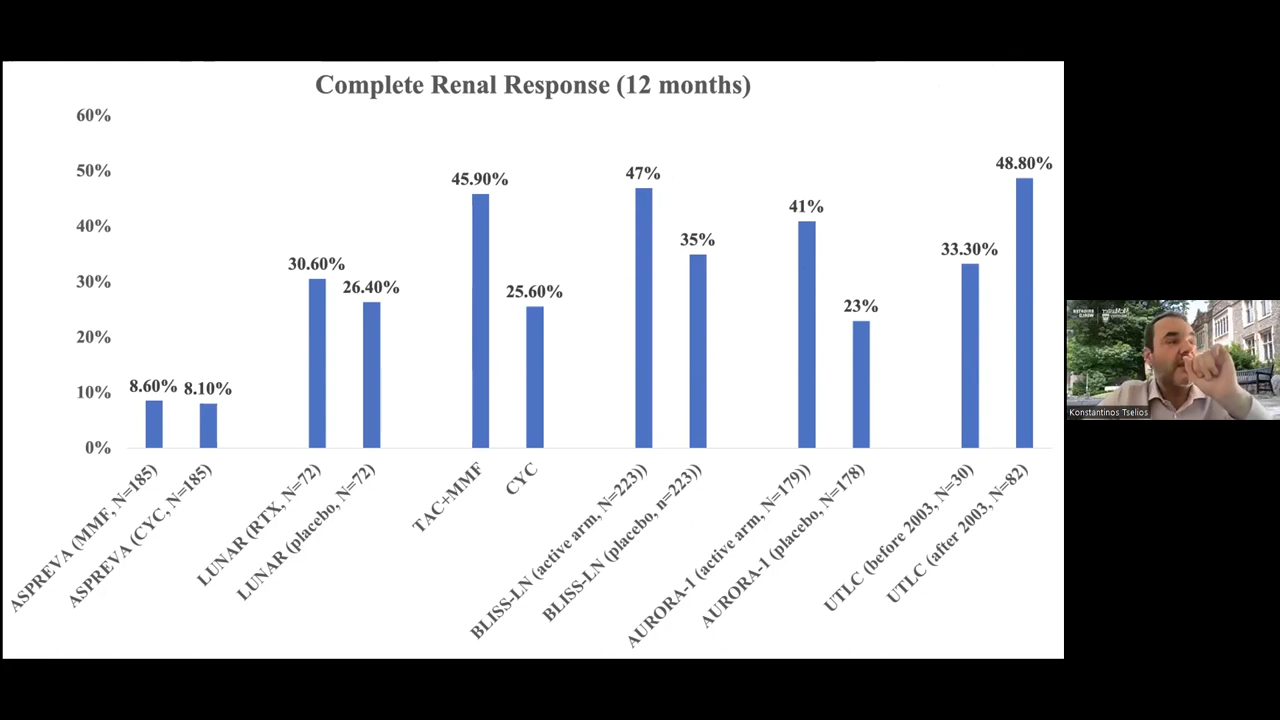 Complete Renal Response (12 months)
60%
50%
40%
30%
20%
10%
0%
8.60%
8.10%
30.60%
26.40%
45.90%
25.60%
47%
35%
41%
23%
33.30%
48.80%
ASPREVA (MMF, N=185)
ASPREVA (CYC, N=185)
LUNAR (RTX, N=72)
LUNAR (placebo, N=72)
TAC+MMF
CYC
BLISS-LN (active arm, N=223))
BLISS-LN (placebo, n=223))
AURORA-1 (active arm, N=179))
AURORA-1 (placebo, N=178)
UTLC (before 2003, N=30)
UTLC (after 2003, N=82)
Konstantinos Tselios